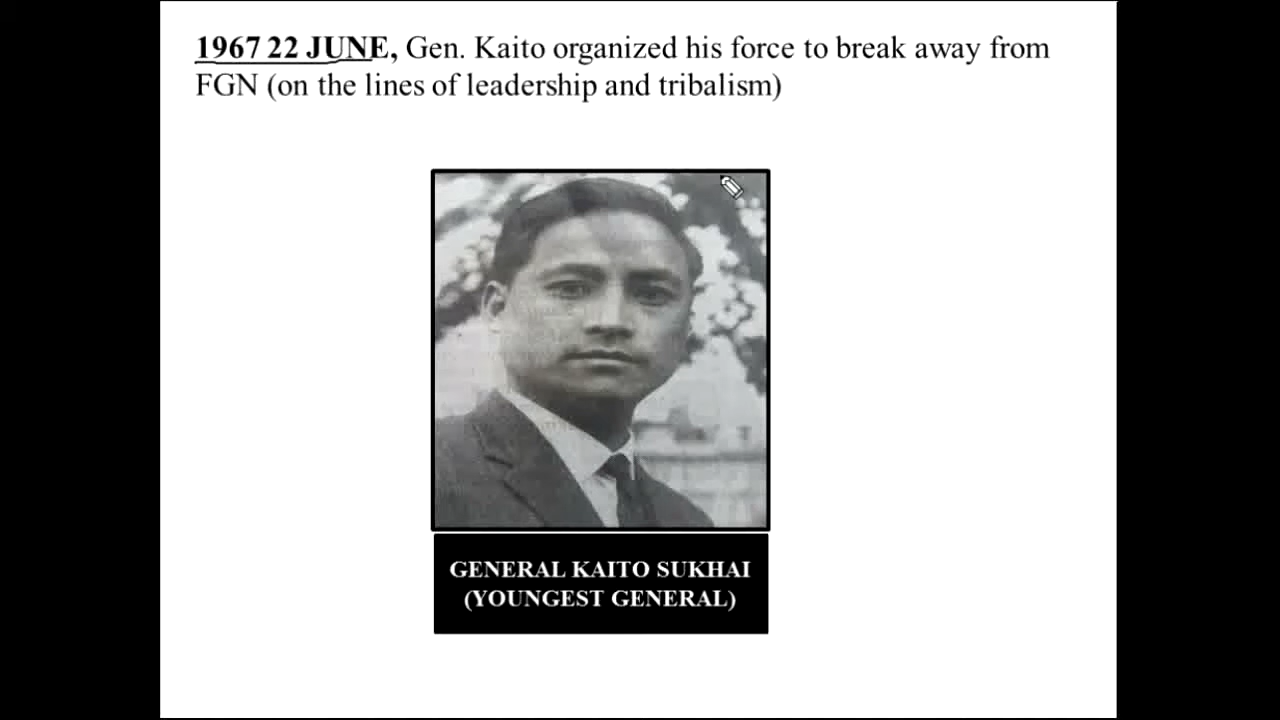 1967 22 JUNE, Gen. Kaito organized his force to break away from
FGN (on the lines of leadership and tribalism)
GENERAL KAITO SUKHAI
(YOUNGEST GENERAL)